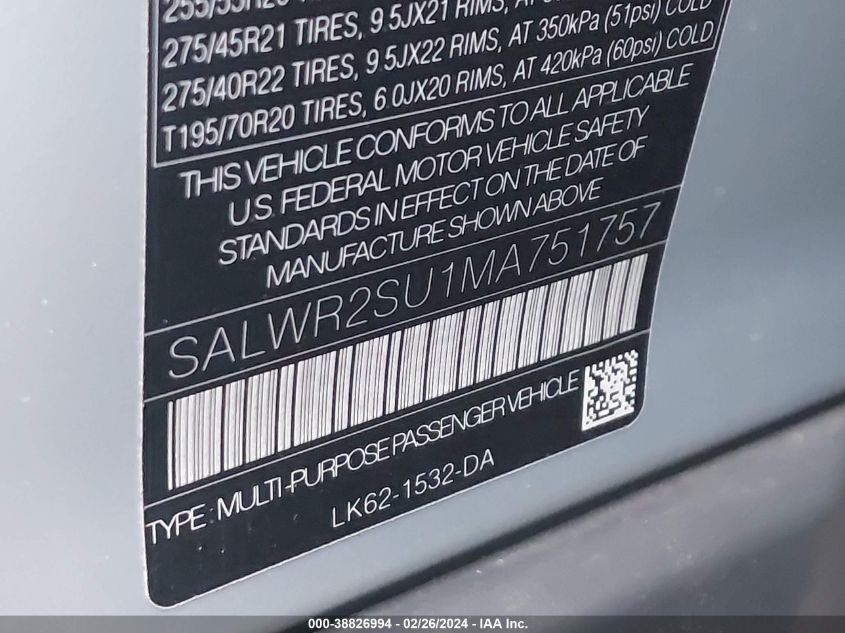 275/45R21 TIRES, 9.5JX21 RIMS, AT
275/40R22 TIRES, 9.5JX22 RIMS, AT 350kPa (51psi) COLD
T195/70R20 TIRES, 6.0JX20 RIMS, AT 420kPa (60psi) COLD
THIS VEHICLE CONFORMS TO ALL APPLICABLE
U.S. FEDERAL MOTOR VEHICLE SAFETY
STANDARDS IN EFFECT ON THE DATE OF
MANUFACTURE SHOWN ABOVE
SALWR2SU1MA751757
TYPE: MULTI-PURPOSE PASSENGER VEHICLE
LK62-1532-DA
000-38826994 - 02/26/2024 - IAA Inc.